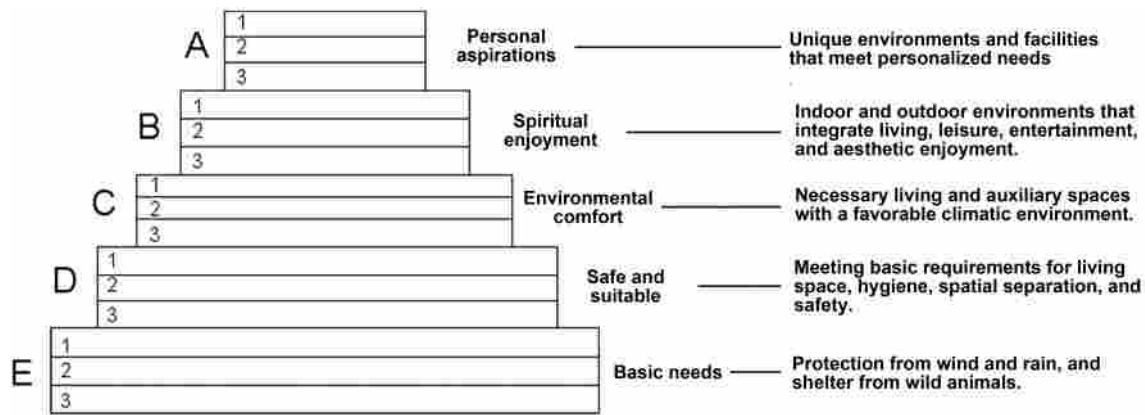 A
1
2
3
Personal
aspirations
Unique environments and facilities
that meet personalized needs
B
1
2
3
Spiritual
enjoyment
Indoor and outdoor environments that
integrate living, leisure, entertainment,
and aesthetic enjoyment.
C
1
2
3
Environmental
comfort
Necessary living and auxiliary spaces
with a favorable climatic environment.
D
1
2
3
Safe and
suitable
Meeting basic requirements for living
space, hygiene, spatial separation, and
safety.
E
1
2
3
Basic needs
Protection from wind and rain, and
shelter from wild animals.